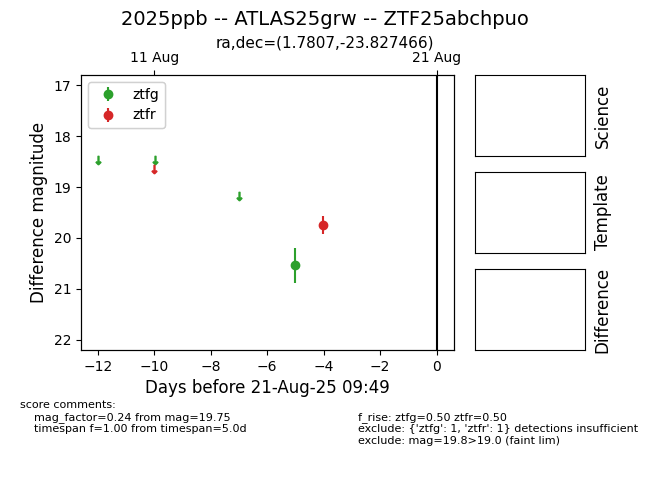 2025ppb -- ATLAS25grw -- ZTF25abchpuo
ra,dec=(1.7807,-23.827466)
11 Aug
21 Aug
ztfg
ztfr
17
18
19
20
21
22
Difference magnitude
−12
−10
−8
−6
−4
−2
0
Days before 21-Aug-25 09:49
Science
Template
Difference
score comments:
mag_factor=0.24 from mag=19.75
timespan f=1.00 from timespan=5.0d
f_rise: ztfg=0.50 ztfr=0.50
exclude: {'ztfg': 1, 'ztfr': 1} detections insufficient
exclude: mag=19.8>19.0 (faint lim)